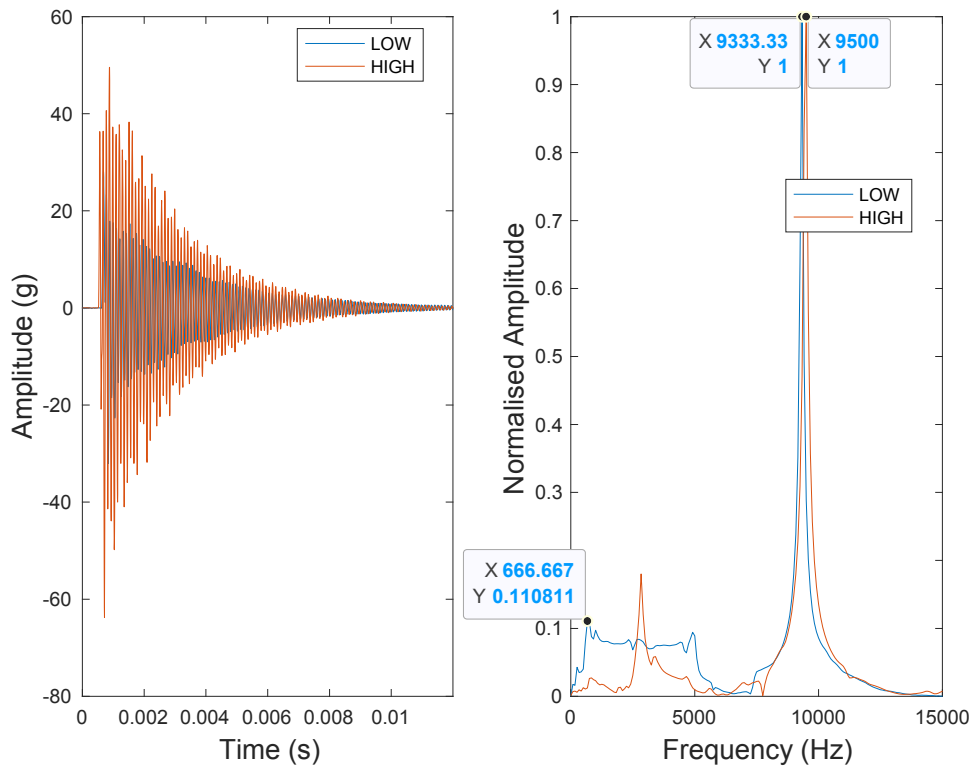 60
40
20
0
-20
-40
-60
-80
Amplitude (g)
0
0.002
0.004
0.006
0.008
0.01
Time (s)
LOW
HIGH
1
0.9
0.8
0.7
0.6
0.5
0.4
0.3
0.1
0
Normalised Amplitude
0
5000
10000
15000
Frequency (Hz)
LOW
HIGH
X 9333.33
Y 1
X 9500
Y 1
X 666.667
Y 0.110811